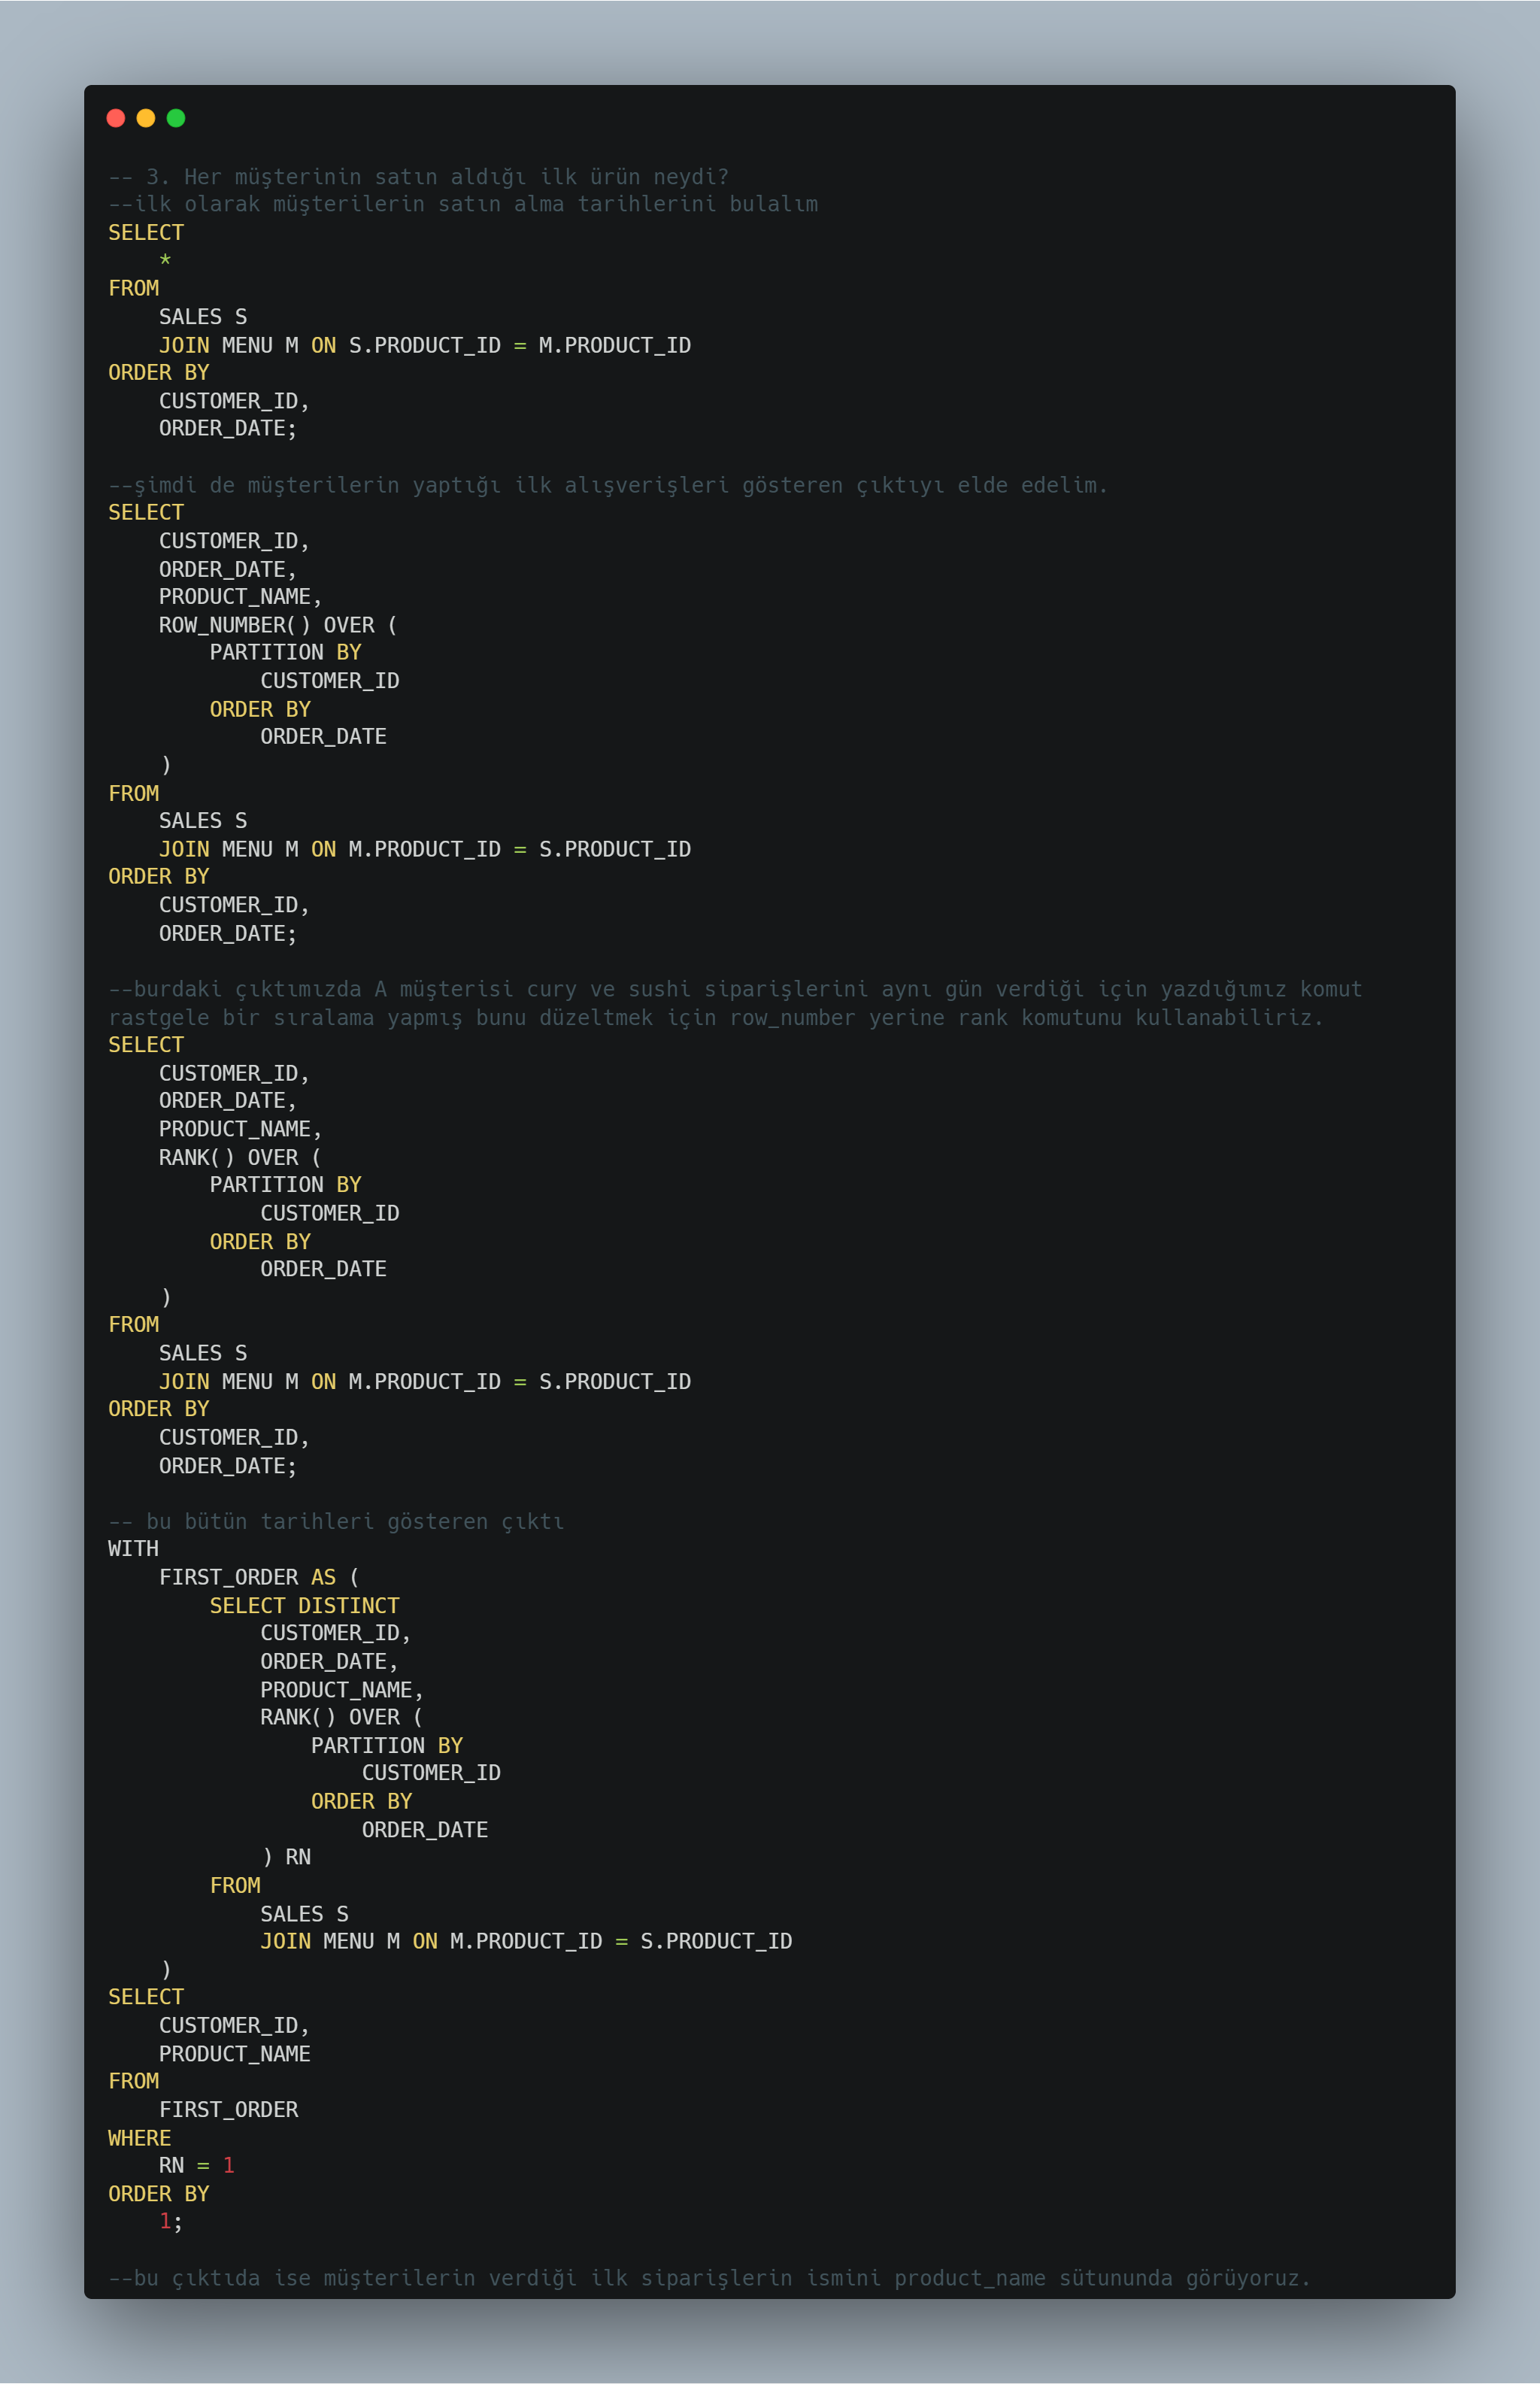 -- 3. Her müşterinin satın aldığı ilk ürün neydi?
--ilk olarak müşterilerin satın alma tarihlerini bulalım
SELECT
    *
FROM
    SALES S
    JOIN MENU M ON S.PRODUCT_ID = M.PRODUCT_ID
ORDER BY
    CUSTOMER_ID,
    ORDER_DATE;

--şimdi de müşterilerin yaptığı ilk alışverişleri gösteren çıktıyı elde edelim.
SELECT
    CUSTOMER_ID,
    ORDER_DATE,
    PRODUCT_NAME,
    ROW_NUMBER() OVER (
        PARTITION BY
            CUSTOMER_ID
        ORDER BY
            ORDER_DATE
    )
FROM
    SALES S
    JOIN MENU M ON M.PRODUCT_ID = S.PRODUCT_ID
ORDER BY
    CUSTOMER_ID,
    ORDER_DATE;

--burdaki çıktımızda A müşterisi cury ve sushi siparişlerini aynı gün verdiği için yazdığımız komut
rastgele bir sıralama yapmış bunu düzeltmek için row_number yerine rank komutunu kullanabiliriz.
SELECT
    CUSTOMER_ID,
    ORDER_DATE,
    PRODUCT_NAME,
    RANK() OVER (
        PARTITION BY
            CUSTOMER_ID
        ORDER BY
            ORDER_DATE
    )
FROM
    SALES S
    JOIN MENU M ON M.PRODUCT_ID = S.PRODUCT_ID
ORDER BY
    CUSTOMER_ID,
    ORDER_DATE;

-- bu bütün tarihleri gösteren çıktı
WITH
    FIRST_ORDER AS (
        SELECT DISTINCT
            CUSTOMER_ID,
            ORDER_DATE,
            PRODUCT_NAME,
            RANK() OVER (
                PARTITION BY
                    CUSTOMER_ID
                ORDER BY
                    ORDER_DATE
            ) RN
        FROM
            SALES S
            JOIN MENU M ON M.PRODUCT_ID = S.PRODUCT_ID
    )
SELECT
    CUSTOMER_ID,
    PRODUCT_NAME
FROM
    FIRST_ORDER
WHERE
    RN = 1
ORDER BY
    1;

--bu çıktıda ise müşterilerin verdiği ilk siparişlerin ismini product_name sütununda görüyoruz.